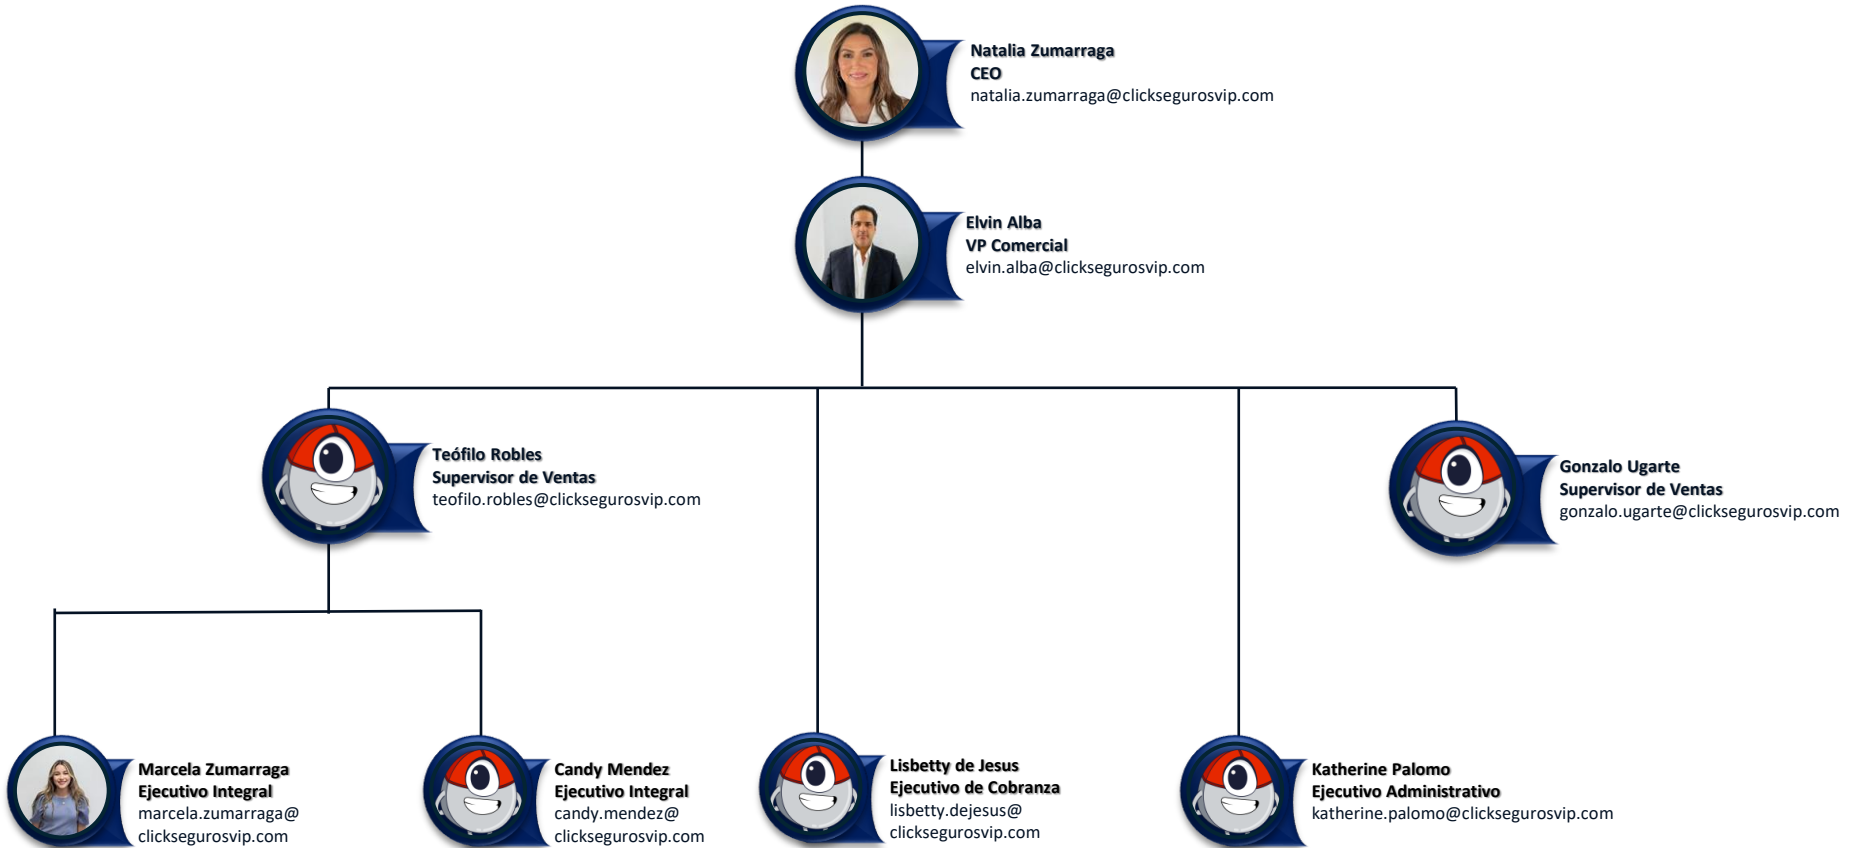 Natalia Zumarraga
CEO
natalia.zumarraga@clicksegurosvip.com
Elvin Alba
VP Comercial
elvin.alba@clicksegurosvip.com
Teófilo Robles
Supervisor de Ventas
teofilo.robles@clicksegurosvip.com
Gonzalo Ugarte
Supervisor de Ventas
gonzalo.ugarte@clicksegurosvip.com
Marcela Zumarraga
Ejecutivo Integral
marcela.zumarraga@
clicksegurosvip.com
Candy Mendez
Ejecutivo Integral
candy.mendez@
clicksegurosvip.com
Lisbetty de Jesus
Ejecutivo de Cobranza
lisbetty.dejesus@
clicksegurosvip.com
Katherine Palomo
Ejecutivo Administrativo
katherine.palomo@clicksegurosvip.com